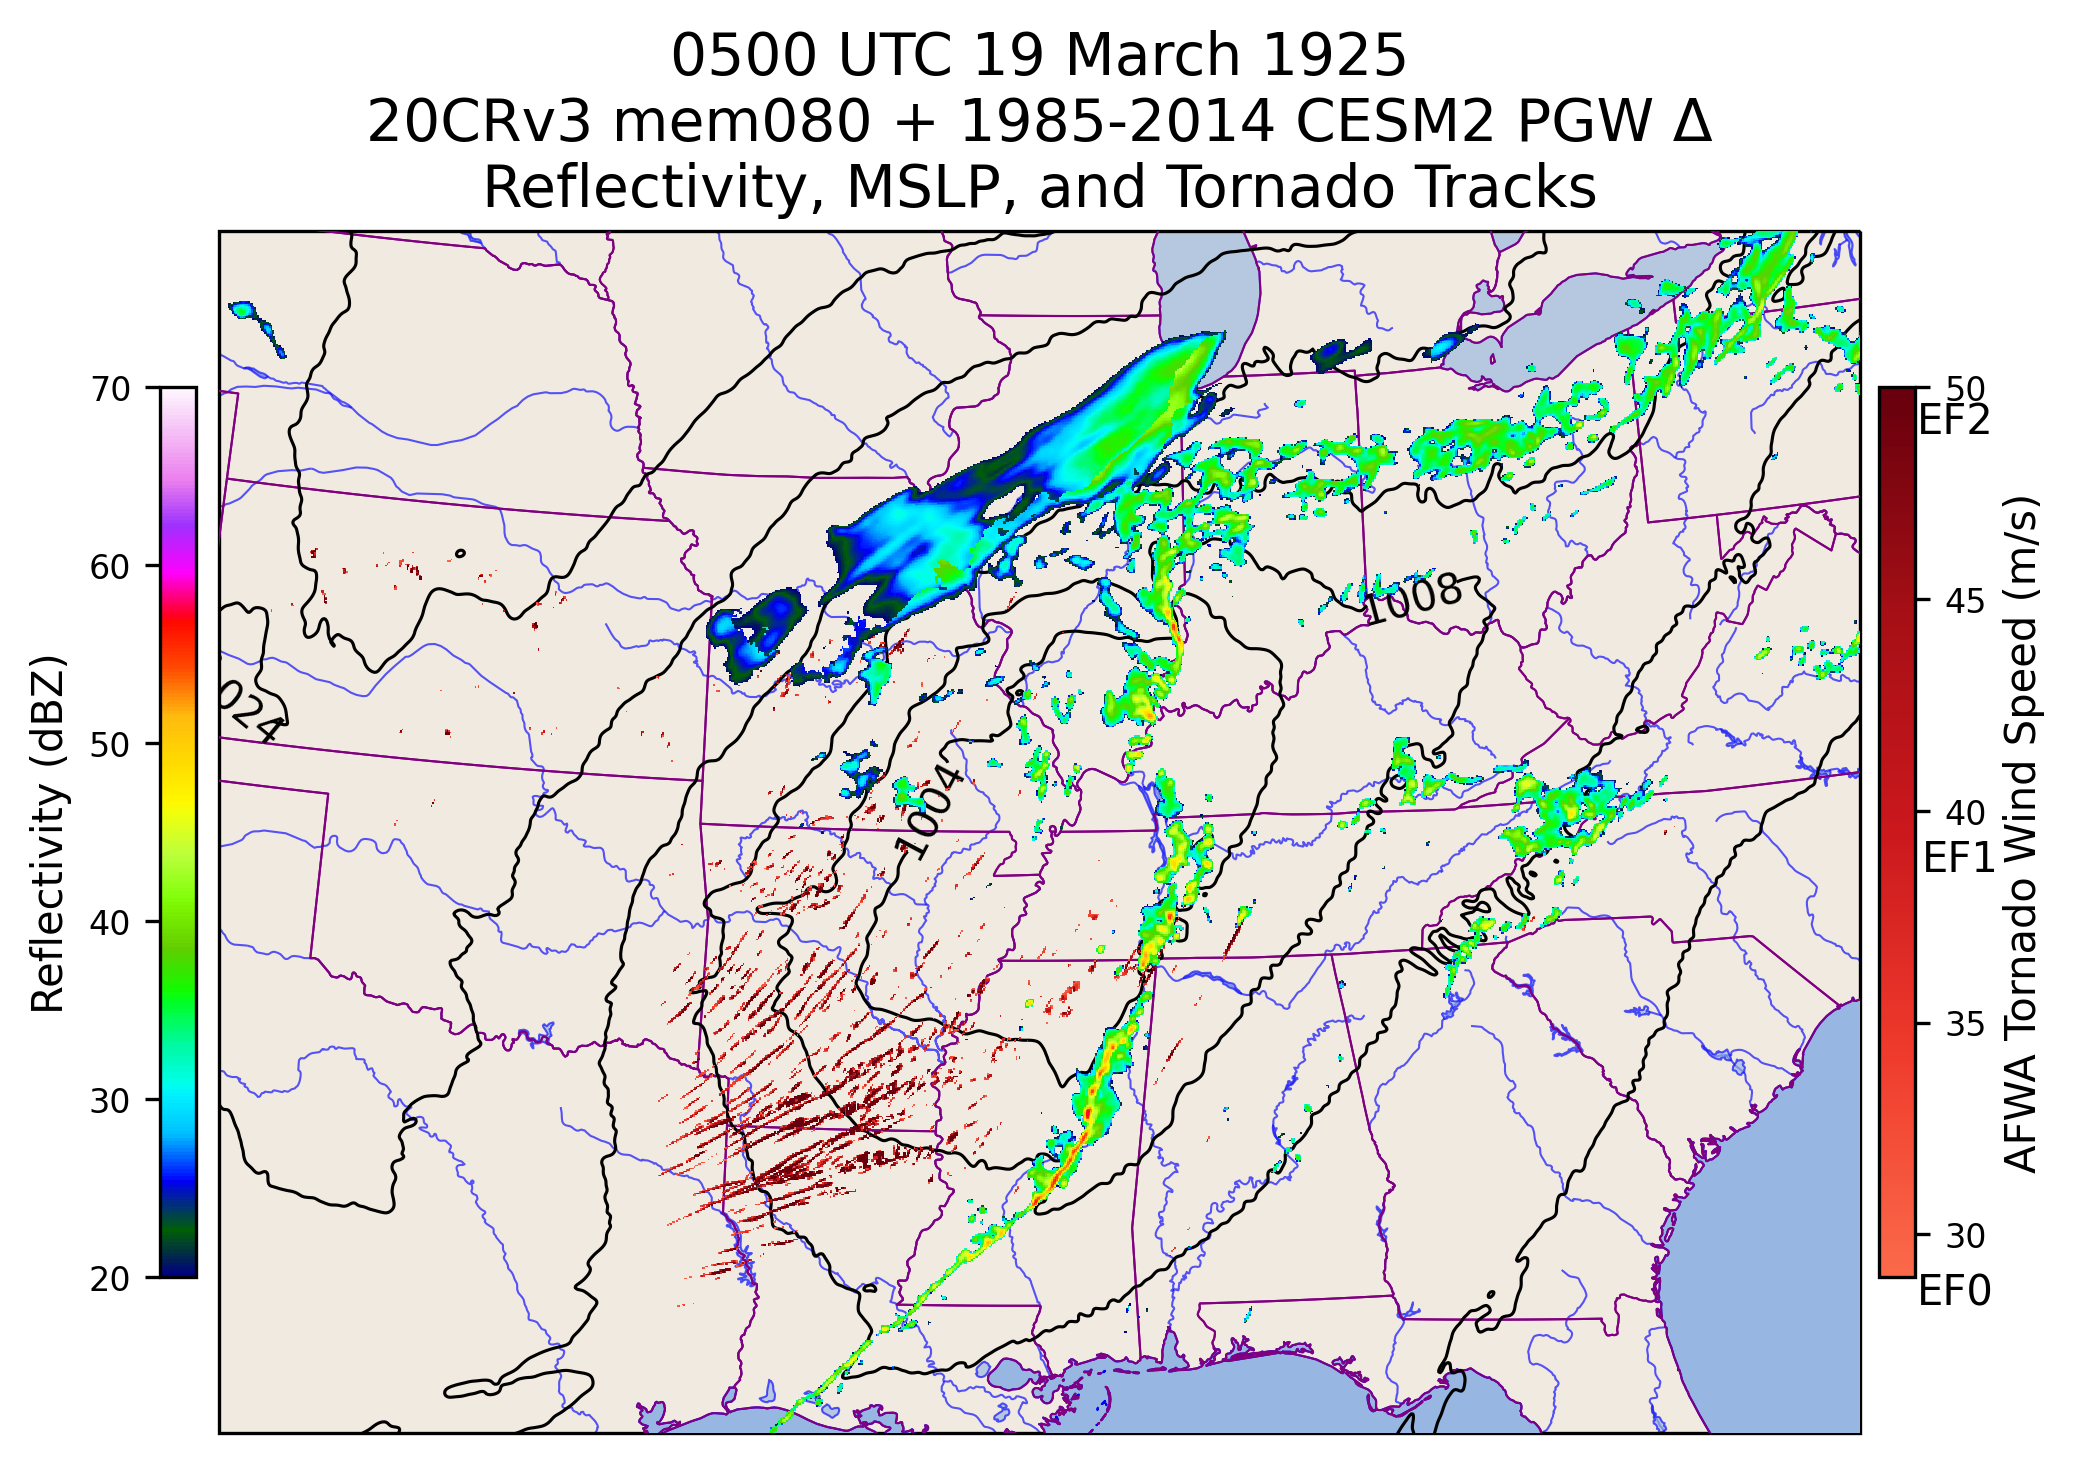 0500 UTC 19 March 1925
20CRv3 mem080 + 1985-2014 CESM2 PGW Δ
Reflectivity, MSLP, and Tornado Tracks
Reflectivity (dBZ)
70
60
50
40
30
20
024
1004
1008
50
EF2
45
40
EF1
35
30
EF0
AFWA Tornado Wind Speed (m/s)